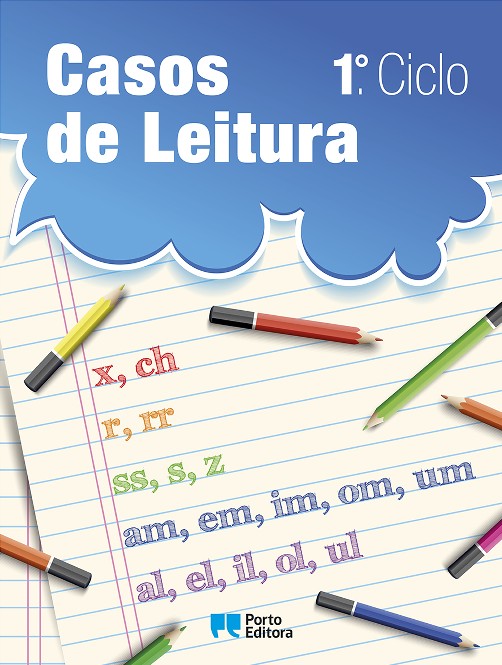 Casos
de Leitura
1.º Ciclo
x, ch
r, rr
ss, s, z
am, em, im, om, um
al, el, il, ol, ul
Porto
Editora